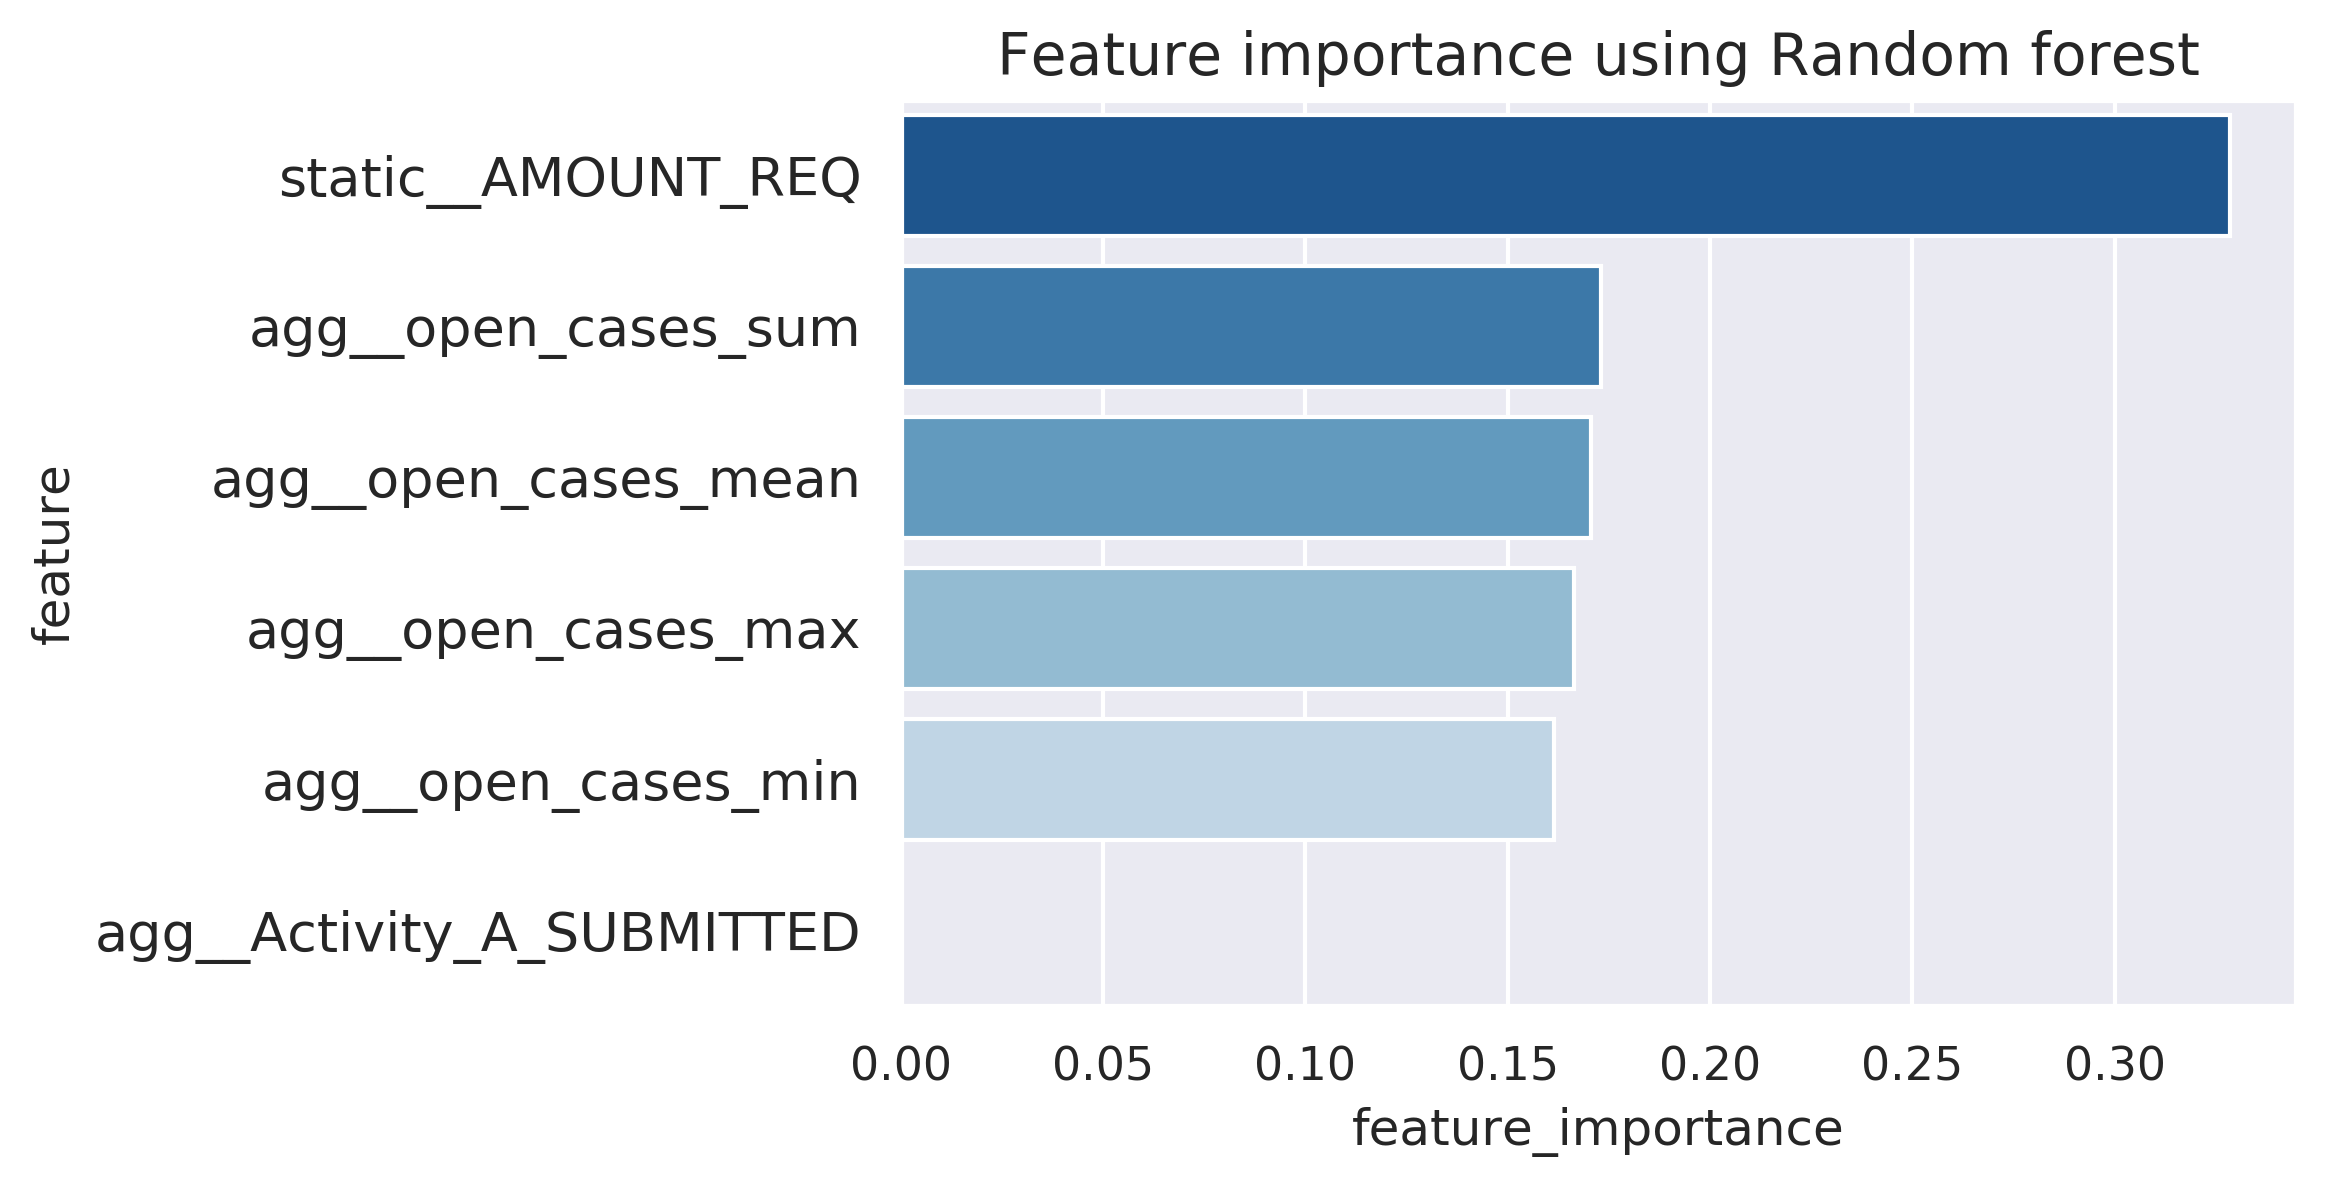 Feature importance using Random forest
static__AMOUNT_REQ
agg__open_cases_sum
agg__open_cases_mean
agg__open_cases_max
agg__open_cases_min
agg__Activity_A_SUBMITTED
feature
0.00 0.05 0.10 0.15 0.20 0.25 0.30
feature_importance